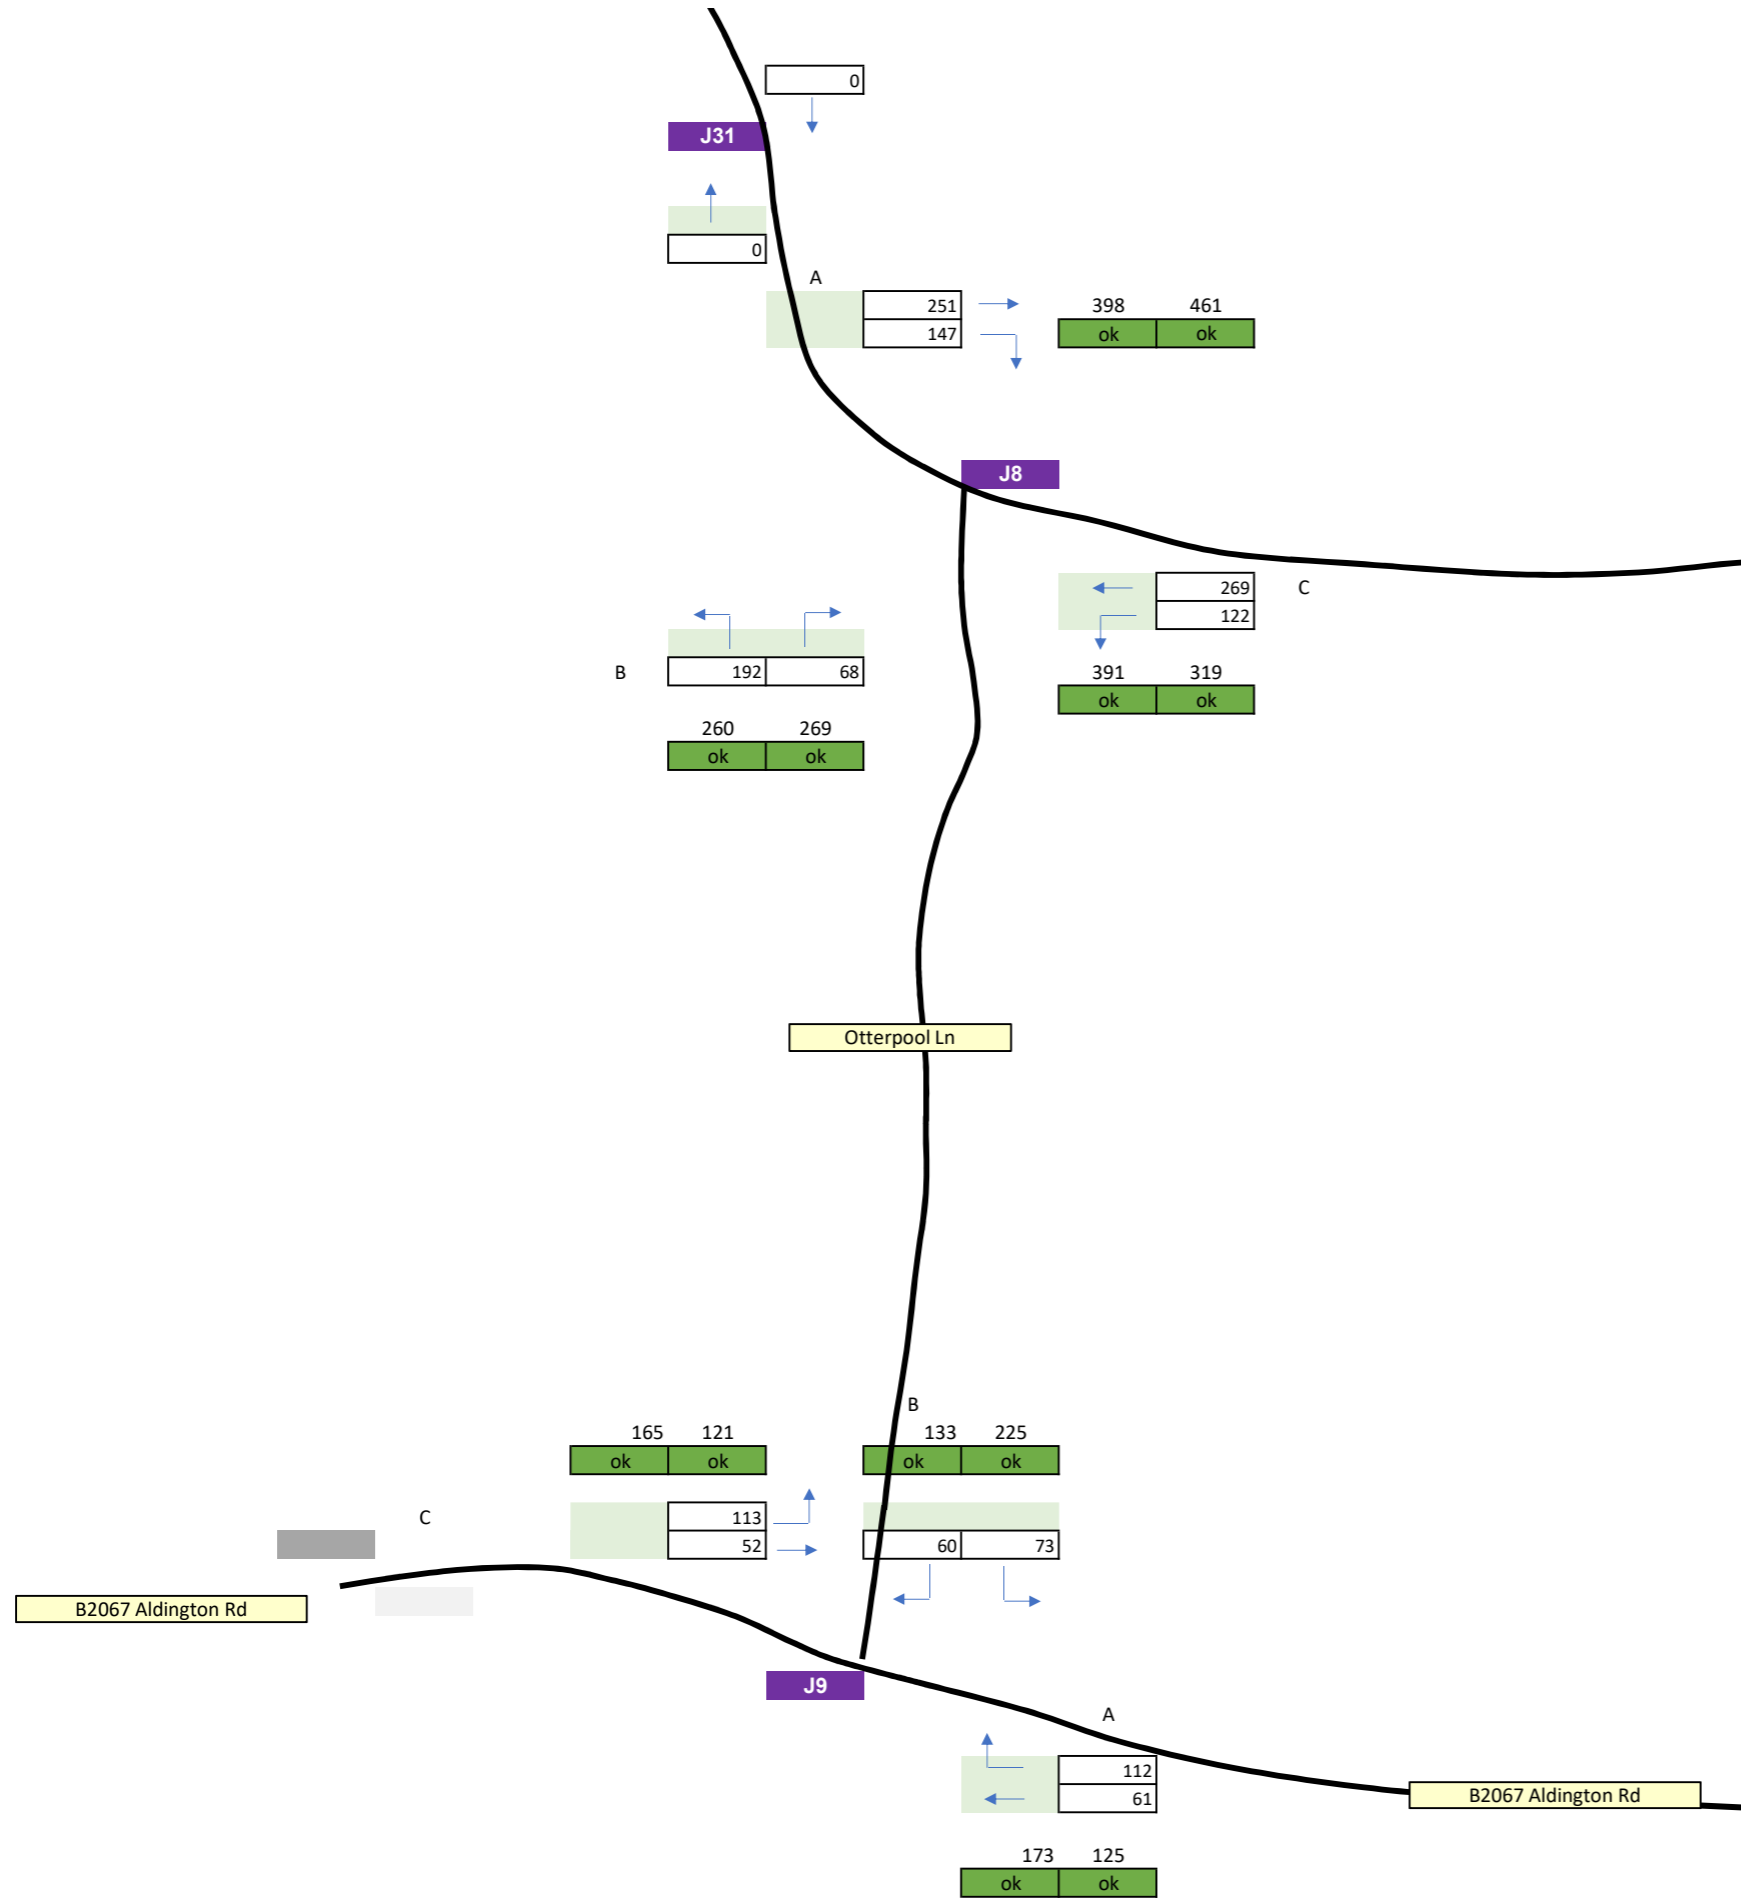 0
J31
0
A
251
147
398 461
ok ok
J8
269 C
122
B 192 68
391 319
ok ok
260 269
ok ok
Otterpool Ln
B
165 121 133 225
ok ok ok ok
C 113
52 60 73
B2067 Aldington Rd
J9
A
112
61
B2067 Aldington Rd
173 125
ok ok